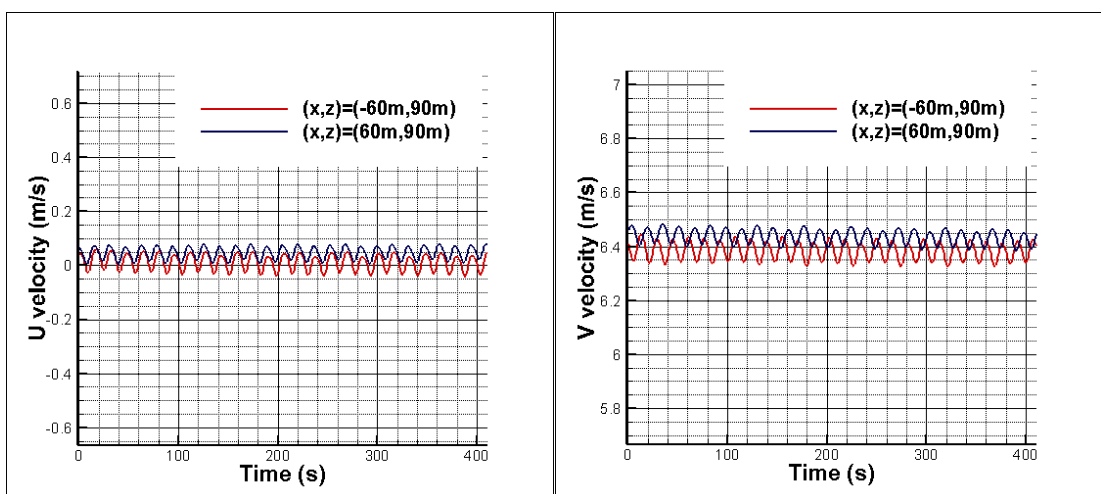 (x,z)=(-60m,90m)
(x,z)=(60m,90m)
U velocity (m/s)
0.6
0.4
0.2
0
-0.2
-0.4
-0.6
0 100 200 300 400
Time (s)
(x,z)=(-60m,90m)
(x,z)=(60m,90m)
V velocity (m/s)
7
6.8
6.6
6.4
6.2
6
5.8
0 100 200 300 400
Time (s)